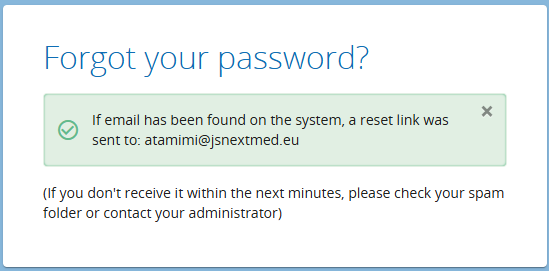 Forgot your password?
If email has been found on the system, a reset link was
sent to: atamimi@jsnextmed.eu
(If you don't receive it within the next minutes, please check your spam
folder or contact your administrator)